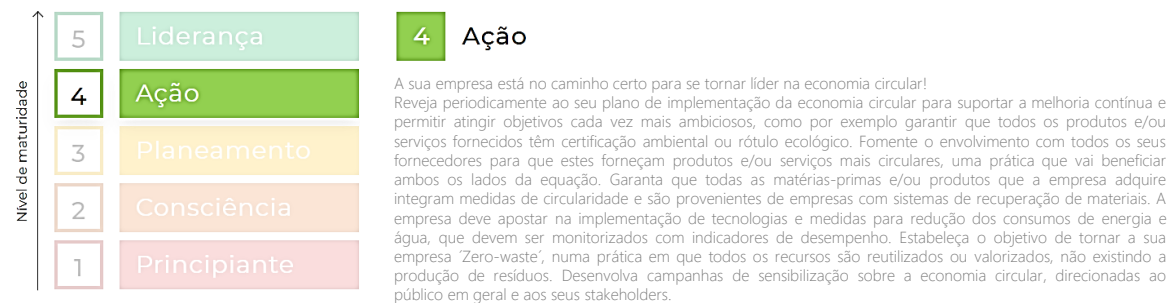 Nível de maturidade
5 Liderança
4 Ação
3 Planeamento
2 Consciência
1 Principiante
4 Ação
A sua empresa está no caminho certo para se tornar líder na economia circular!
Reveja periodicamente ao seu plano de implementação da economia circular para suportar a melhoria contínua e
permitir atingir objetivos cada vez mais ambiciosos, como por exemplo garantir que todos os produtos e/ou
serviços fornecidos têm certificação ambiental ou rótulo ecológico. Fomente o envolvimento com todos os seus
fornecedores para que estes forneçam produtos e/ou serviços mais circulares, uma prática que vai beneficiar
ambos os lados da equação. Garanta que todas as matérias-primas e/ou produtos que a empresa adquire
integram medidas de circularidade e são provenientes de empresas com sistemas de recuperação de materiais. A
empresa deve apostar na implementação de tecnologias e medidas para redução dos consumos de energia e
água, que devem ser monitorizados com indicadores de desempenho. Estabeleça o objetivo de tornar a sua
empresa ´Zero-waste´, numa prática em que todos os recursos são reutilizados ou valorizados, não existindo a
produção de resíduos. Desenvolva campanhas de sensibilização sobre a economia circular, direcionadas ao
público em geral e aos seus stakeholders.